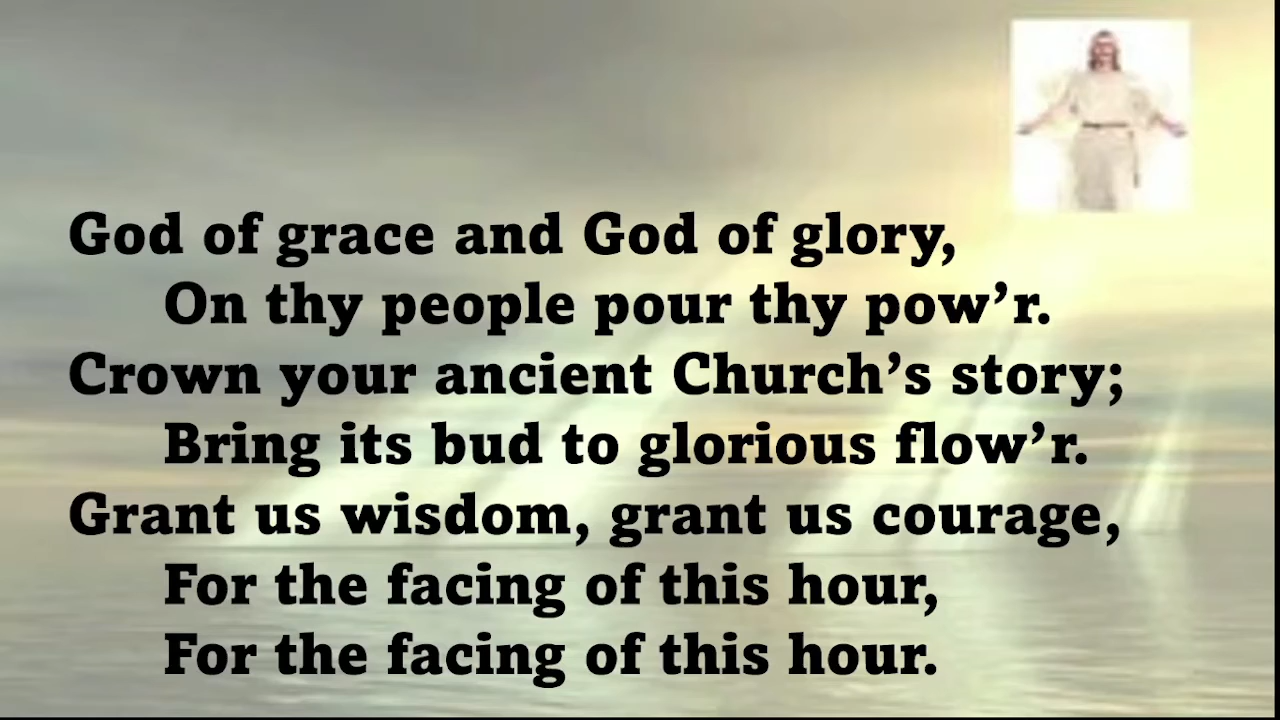 God of grace and God of glory,
On thy people pour thy pow’r.
Crown your ancient Church’s story;
Bring its bud to glorious flow’r.
Grant us wisdom, grant us courage,
For the facing of this hour,
For the facing of this hour.